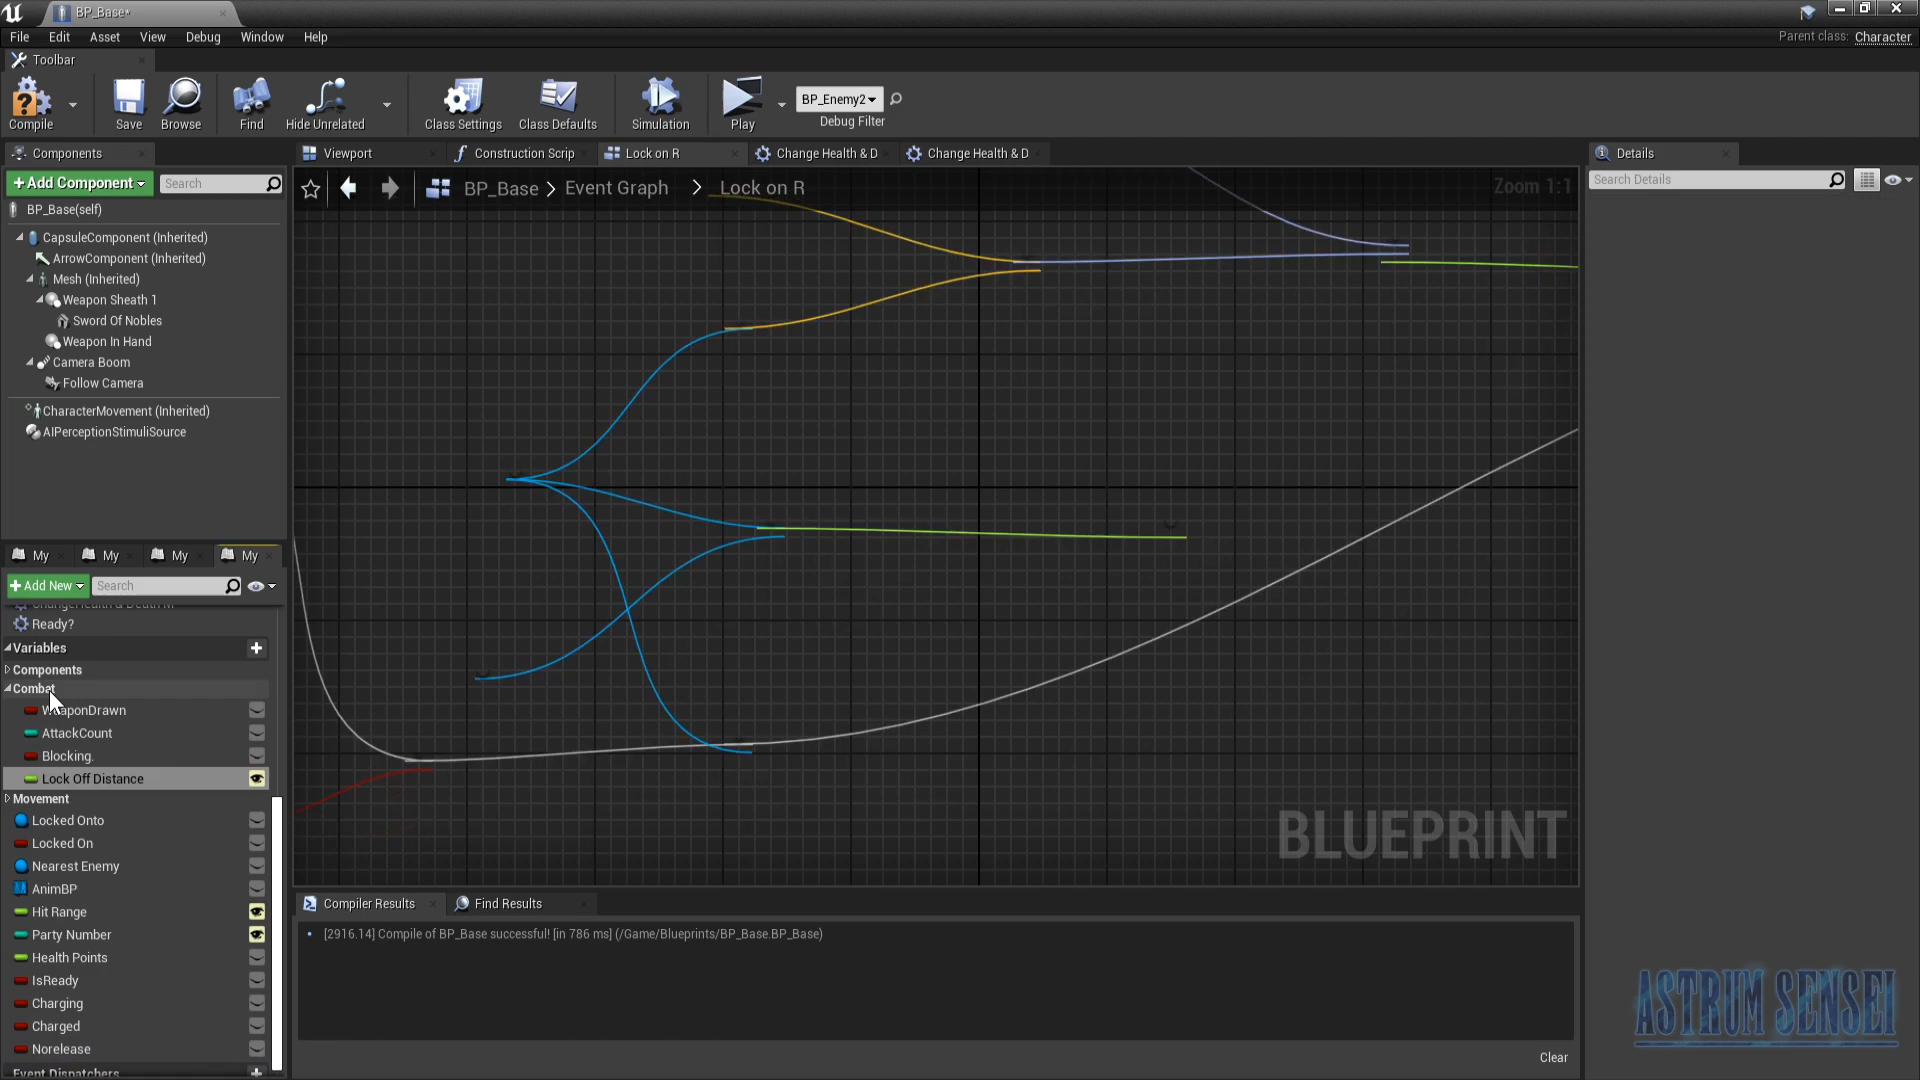 BP_Base*
File Edit Asset View Debug Window Help
Parent class: Character
Toolbar
Compile Save Browse Find Hide Unrelated Class Settings Class Defaults Simulation Play
BP_Enemy2
Debug Filter
Components
Viewport
Construction Scrip
Lock on R
Change Health & D
Change Health & D
Details
+Add Component
Search
BP_Base > Event Graph > Lock on R
Zoom 1:1
Search Details
BP_Base(self)
CapsuleComponent (Inherited)
ArrowComponent (Inherited)
Mesh (Inherited)
Weapon Sheath 1
Sword Of Nobles
Weapon In Hand
Camera Boom
Follow Camera
CharacterMovement (Inherited)
AIPerceptionStimuliSource
My My My My
+Add New
Search
Ready?
Variables
Components
Combat
WeaponDrawn
AttackCount
Blocking.
Lock Off Distance
Movement
Locked Onto
Locked On
Nearest Enemy
AnimBP
Hit Range
Party Number
Health Points
IsReady
Charging
Charged
Norelease
Event Dispatchers
BLUEPRINT
Compiler Results
Find Results
[2916.14] Compile of BP_Base successful! [in 786 ms] (/Game/Blueprints/BP_Base.BP_Base)
Clear
ASTRUM SENSEI